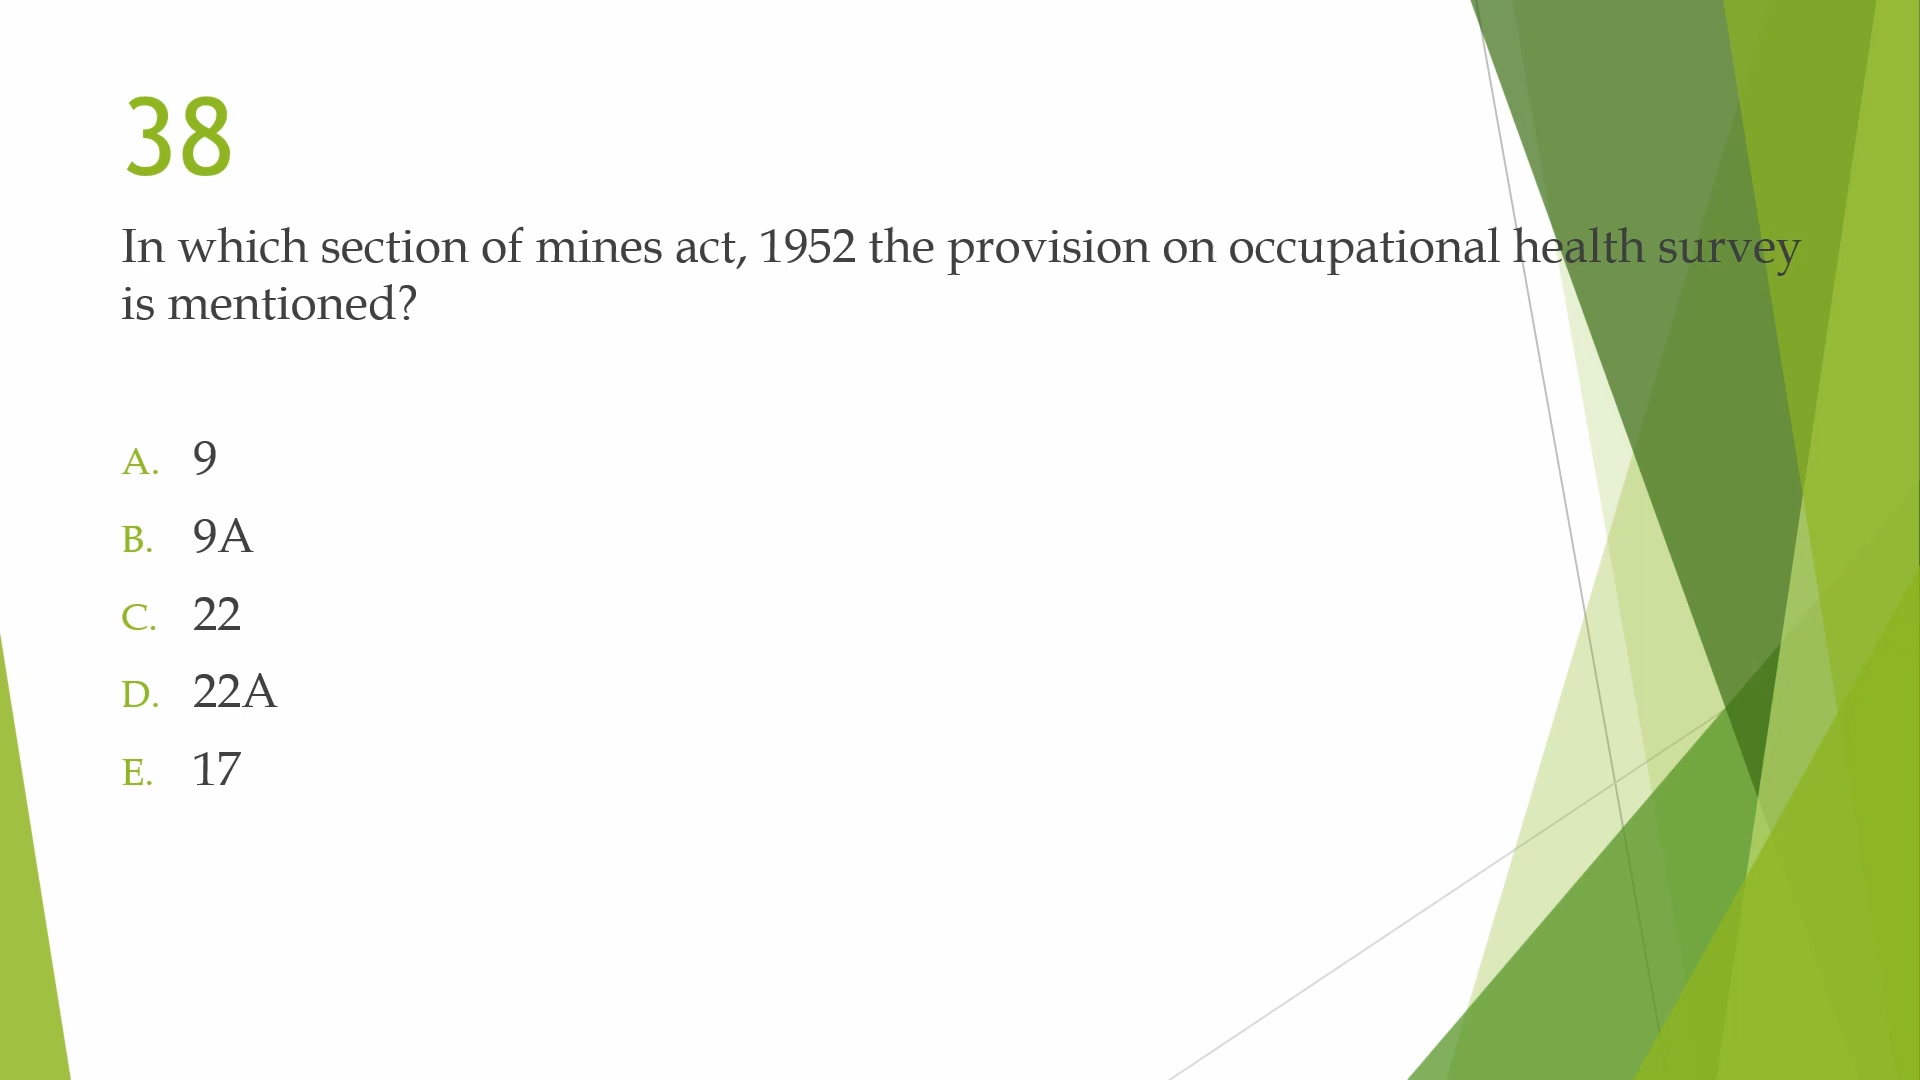 38
In which section of mines act, 1952 the provision on occupational health survey
is mentioned?
A. 9
B. 9A
C. 22
D. 22A
E. 17